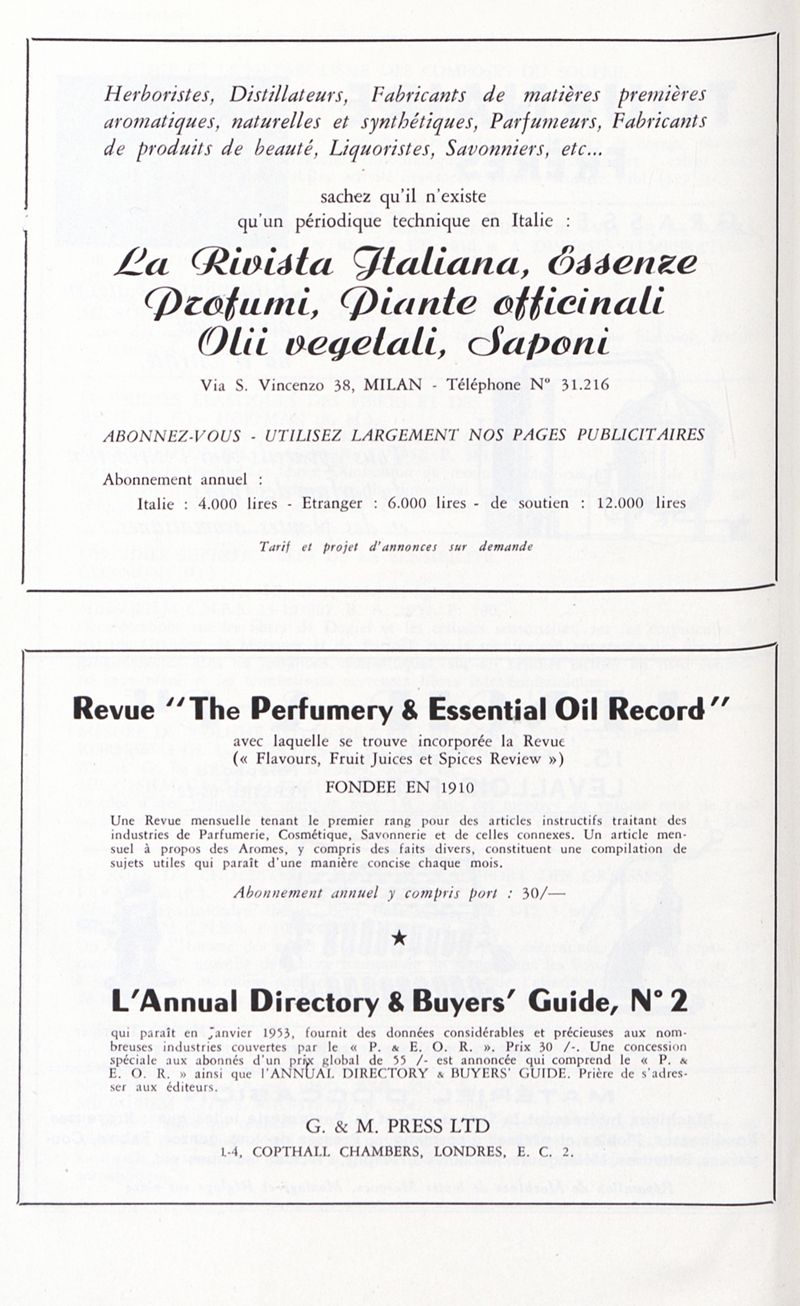 Herboristes, Distillateurs, Fabricants de matières premières
aromatiques, naturelles et synthétiques, Parfumeurs, Fabricants
de produits de beauté, Liquoristes, Savonniers, etc...
sachez qu'il n'existe
qu'un périodique technique en Italie :
La Rivista Italiana, Essenze
Profumi, Piante officinali
Olii vegetali, Saponi
Via S. Vincenzo 38, MILAN - Téléphone N° 31.216
ABONNEZ-VOUS - UTILISEZ LARGEMENT NOS PAGES PUBLICITAIRES
Abonnement annuel :
Italie : 4.000 lires - Etranger : 6.000 lires - de soutien : 12.000 lires
Tarif et projet d'annonces sur demande
Revue "The Perfumery & Essential Oil Record"
avec laquelle se trouve incorporée la Revue
(« Flavours, Fruit Juices et Spices Review »)
FONDEE EN 1910
Une Revue mensuelle tenant le premier rang pour des articles instructifs traitant des
industries de Parfumerie, Cosmétique, Savonnerie et de celles connexes. Un article men-
suel à propos des Aromes, y compris des faits divers, constituent une compilation de
sujets utiles qui paraît d'une manière concise chaque mois.
Abonnement annuel y compris port : 30/—
★
L'Annual Directory & Buyers' Guide, N° 2
qui paraît en Janvier 1953, fournit des données considérables et précieuses aux nom-
breuses industries couvertes par le « P. & E. O. R. ». Prix 30 /-. Une concession
spéciale aux abonnés d'un prix global de 55 /- est annoncée qui comprend le « P. &
E. O. R. » ainsi que l'ANNUAL DIRECTORY & BUYERS' GUIDE. Prière de s'adres-
ser aux éditeurs.
G. & M. PRESS LTD
1-4, COPTHALL CHAMBERS, LONDRES, E. C. 2.